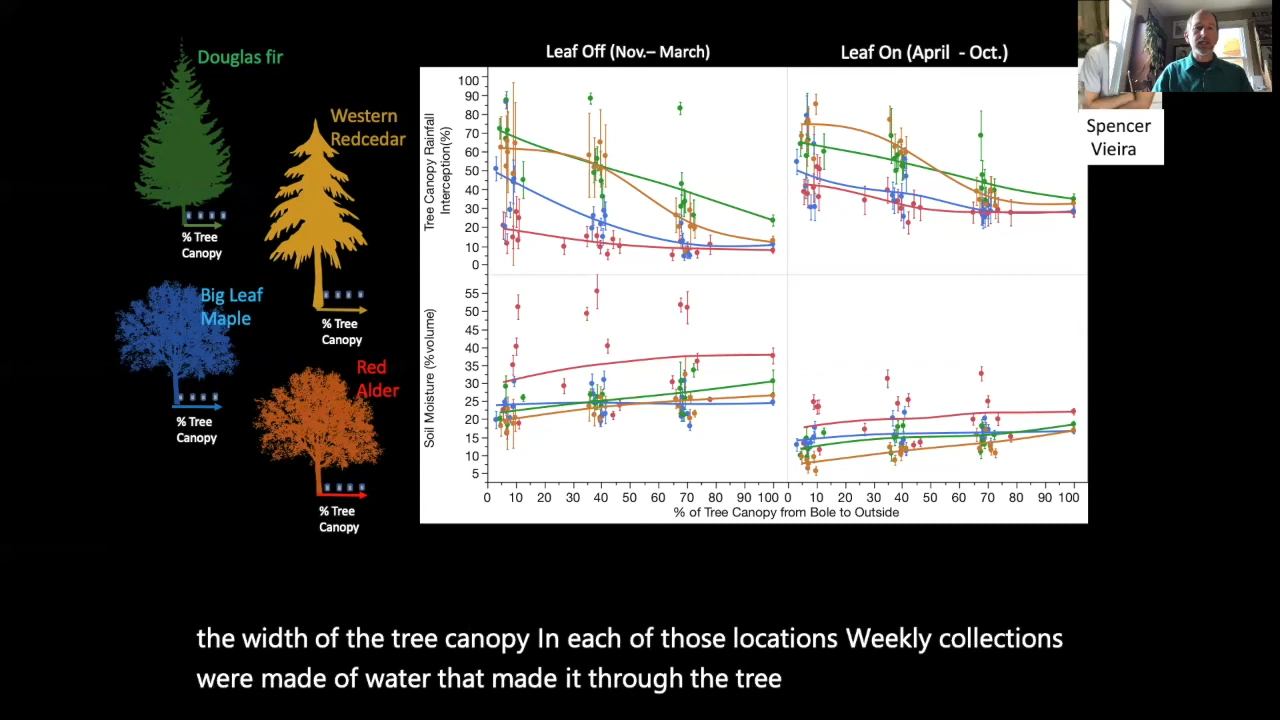 Douglas fir
% Tree
Canopy
Western
Redcedar
% Tree
Canopy
Big Leaf
Maple
% Tree
Canopy
Red
Alder
% Tree
Canopy
Leaf Off (Nov.– March)
Leaf On (April - Oct.)
Tree Canopy Rainfall
Interception(%)
100
90
80
70
60
50
40
30
20
10
0
Soil Moisture (%volume)
55
50
45
40
35
30
25
20
15
10
5
0 10 20 30 40 50 60 70 80 90 100
0 10 20 30 40 50 60 70 80 90 100
% of Tree Canopy from Bole to Outside
Spencer
Vieira
the width of the tree canopy In each of those locations Weekly collections
were made of water that made it through the tree